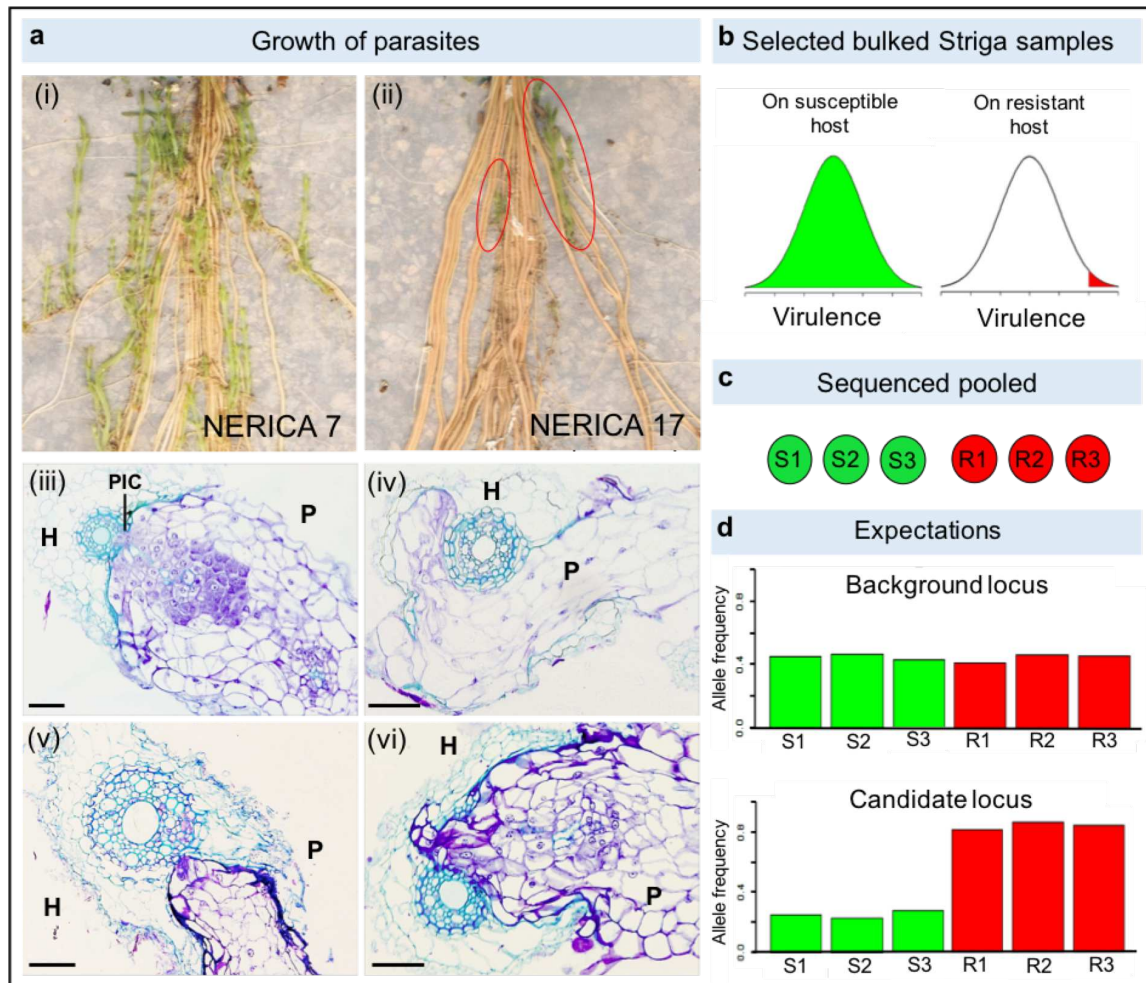 a
Growth of parasites
(i)
NERICA 7
(ii)
NERICA 17
(iii)
PIC
H
P
(iv)
H
P
(v)
H
P
(vi)
H
P
b
Selected bulked Striga samples
On susceptible
host
Virulence
On resistant
host
Virulence
c
Sequenced pooled
S1 S2 S3 R1 R2 R3
d
Expectations
Background locus
Allele frequency
0.8
0.4
0.0
S1 S2 S3 R1 R2 R3
Candidate locus
Allele frequency
0.8
0.4
0.0
S1 S2 S3 R1 R2 R3